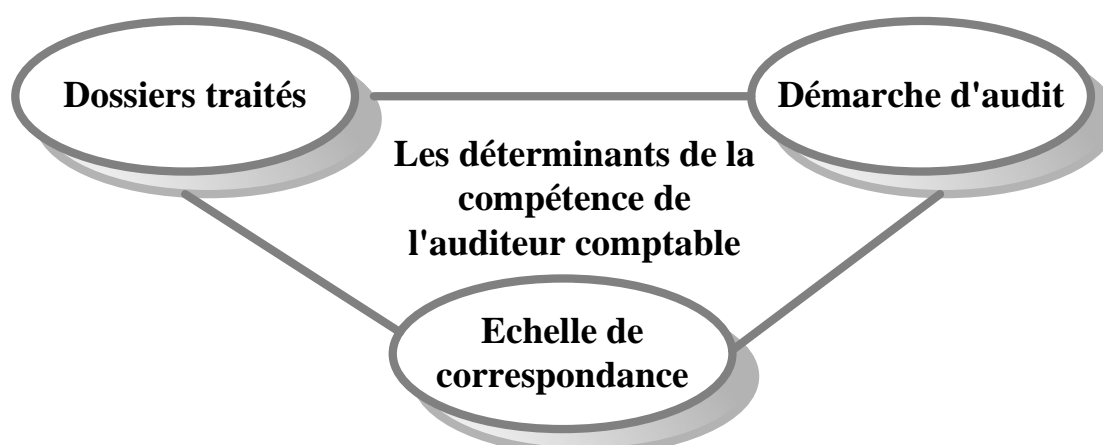 Dossiers traités
Démarche d'audit
Les déterminants de la
compétence de
l'auditeur comptable
Echelle de
correspondance